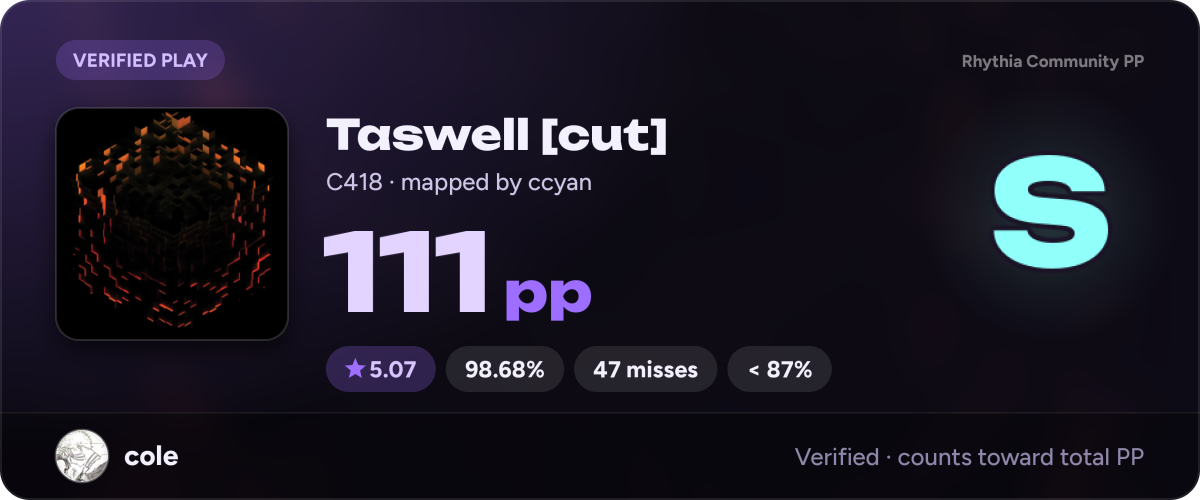 VERIFIED PLAY
Rhythia Community PP
Taswell [cut]
C418 · mapped by ccyan
111 pp
S
★ 5.07
98.68%
47 misses
< 87%
cole
Verified · counts toward total PP